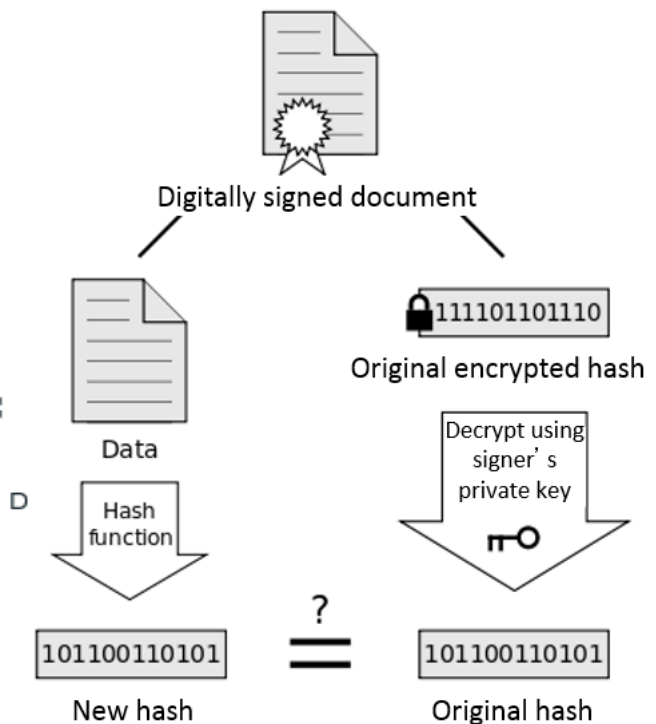 Digitally signed document
111101101110
Original encrypted hash
Data
Decrypt using
signer's
private key
D
Hash
function
?
101100110101
101100110101
New hash
Original hash